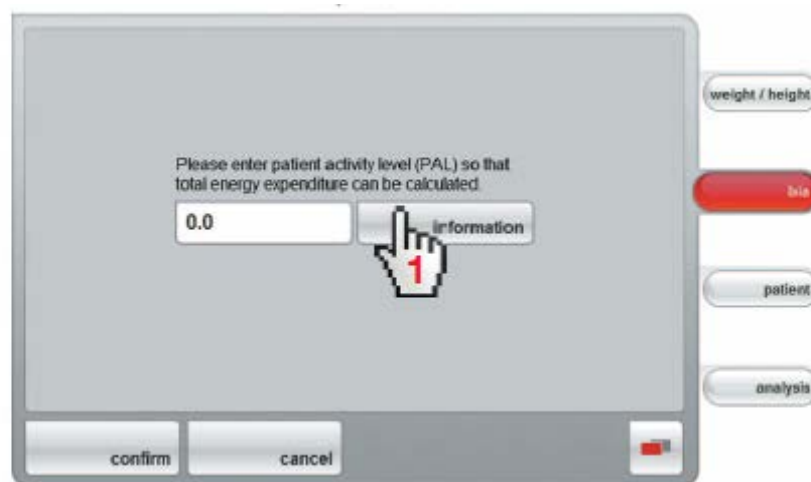 weight / height
Please enter patient activity level (PAL) so that
total energy expenditure can be calculated.
0.0
information
1
bia
patient
analysis
confirm
cancel